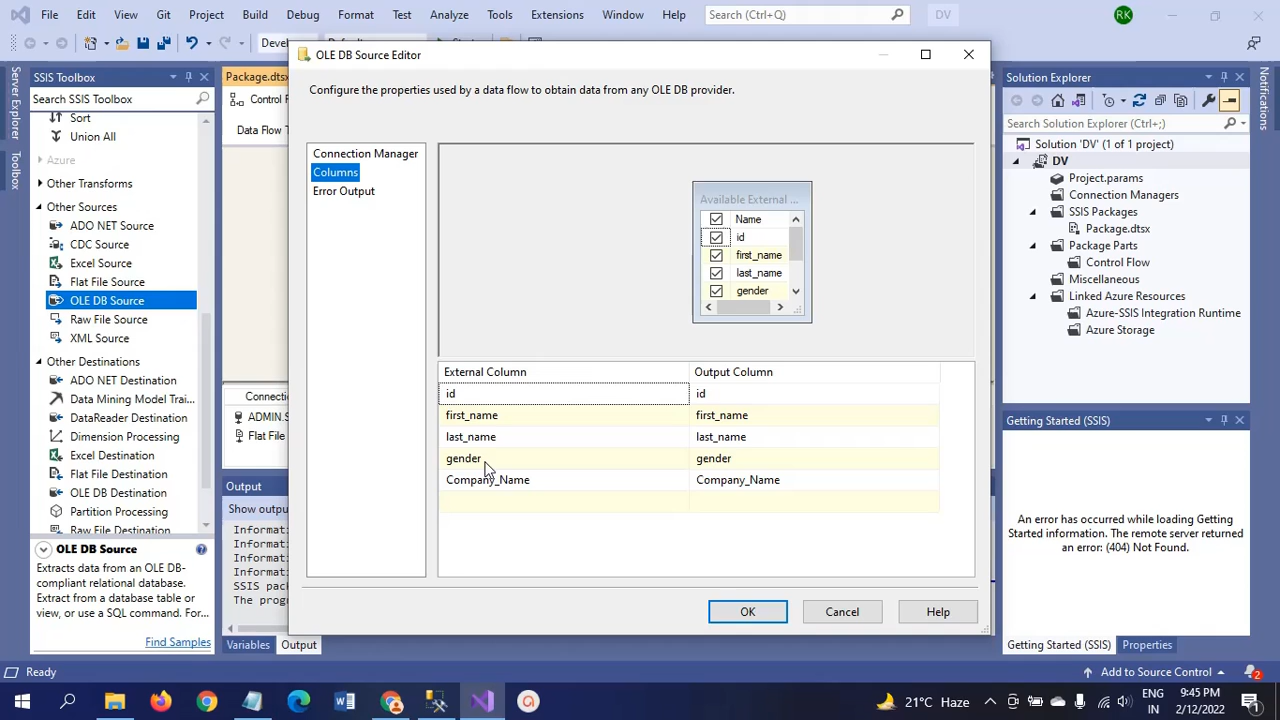 File Edit View Git Project Build Debug Format Test Analyze Tools Extensions Window Help Search (Ctrl+Q) DV RK
SSIS Toolbox
Search SSIS Toolbox
Sort
Union All
Azure
Other Transforms
Other Sources
ADO NET Source
CDC Source
Excel Source
Flat File Source
OLE DB Source
Raw File Source
XML Source
Other Destinations
ADO NET Destination
Data Mining Model Trai...
DataReader Destination
Dimension Processing
Excel Destination
Flat File Destination
OLE DB Destination
Partition Processing
Raw File Destination
OLE DB Source
Extracts data from an OLE DB-
compliant relational database.
Extract from a database table or
view, or use a SQL command. For...
Find Samples
Server Explorer
Toolbox
Package.dtsx
Control F
Data Flow T
Connecti
ADMIN.S
Flat File
Output
Show outpu
Informat
Informat
Informat
Informat
SSIS pac
The prog
Variables Output
OLE DB Source Editor
Configure the properties used by a data flow to obtain data from any OLE DB provider.
Connection Manager
Columns
Error Output
Available External ...
Name
id
first_name
last_name
gender
External Column Output Column
id id
first_name first_name
last_name last_name
gender gender
Company_Name Company_Name
OK Cancel Help
Solution Explorer
Search Solution Explorer (Ctrl+;)
Solution 'DV' (1 of 1 project)
DV
Project.params
Connection Managers
SSIS Packages
Package.dtsx
Package Parts
Control Flow
Miscellaneous
Linked Azure Resources
Azure-SSIS Integration Runtime
Azure Storage
Getting Started (SSIS)
An error has occurred while loading Getting
Started information. The remote server returned
an error: (404) Not Found.
Getting Started (SSIS) Properties
Notifications
Ready
Add to Source Control
2
21°C Haze
ENG
IN
9:45 PM
2/12/2022
1